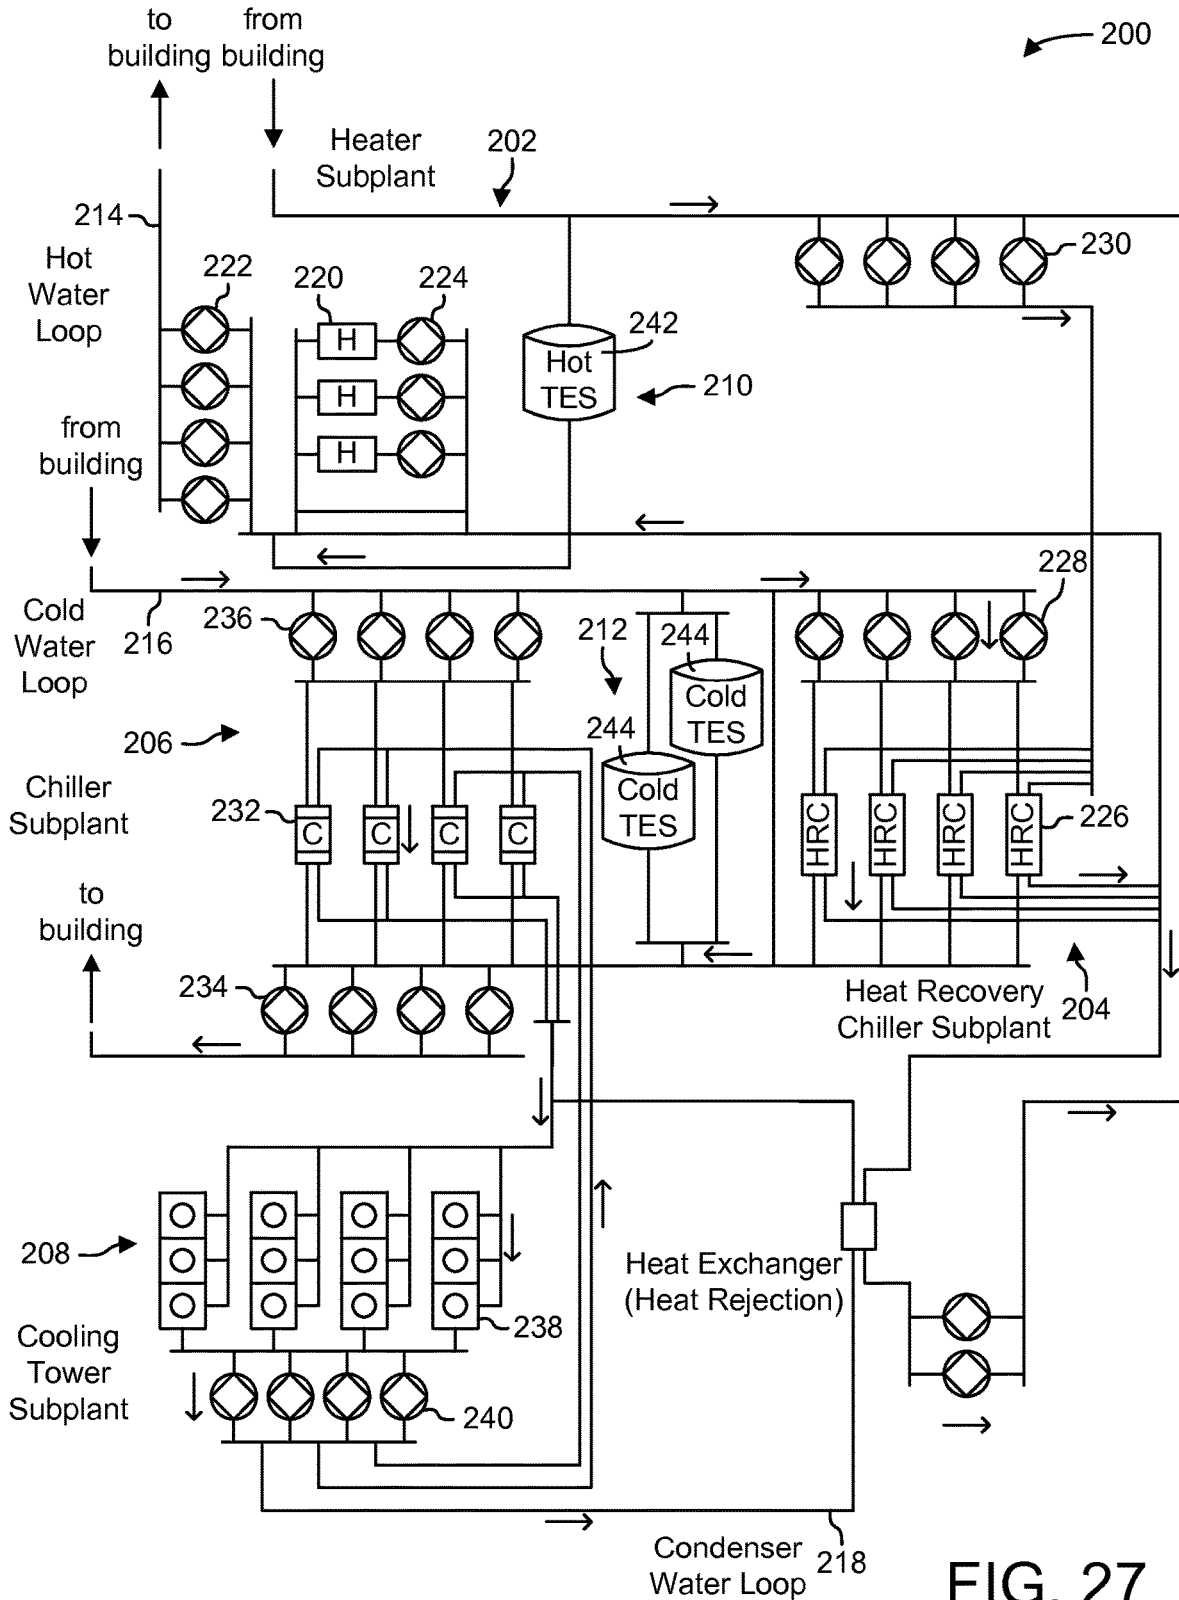 to
building
from
building
200
Heater
Subplant
202
214
Hot
Water
Loop
222
220
224
230
H
H
H
Hot
TES
242
210
from
building
216
Cold
Water
Loop
236
212
244
Cold
TES
244
Cold
TES
228
206
Chiller
Subplant
232
C
C
C
C
HRC
HRC
HRC
HRC
226
to
building
234
Heat Recovery
Chiller Subplant
204
208
238
Heat Exchanger
(Heat Rejection)
Cooling
Tower
Subplant
240
Condenser
Water Loop
218
FIG. 27